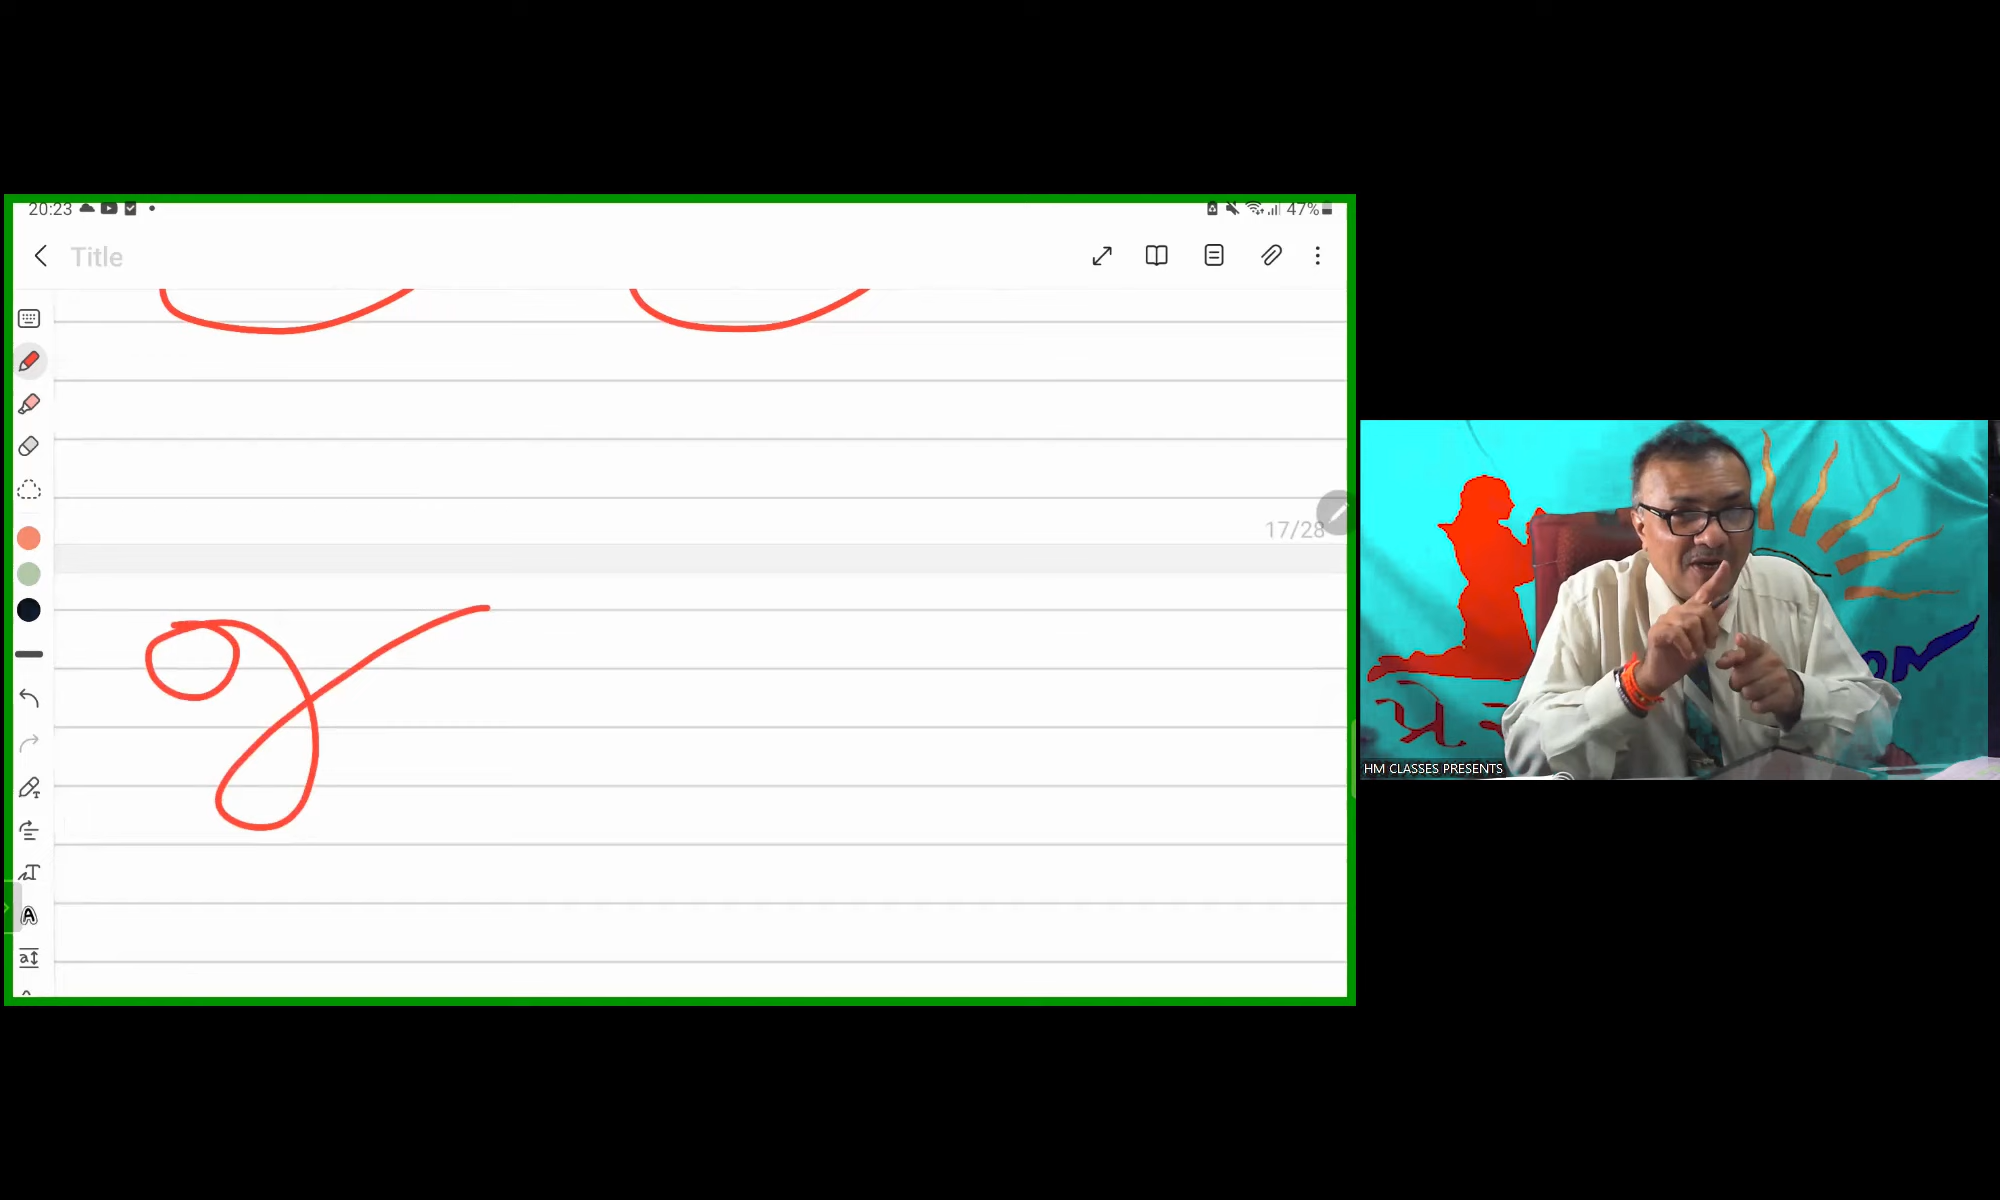 20:23 47%
Title
17/28
g
HM CLASSES PRESENTS
પ્રે